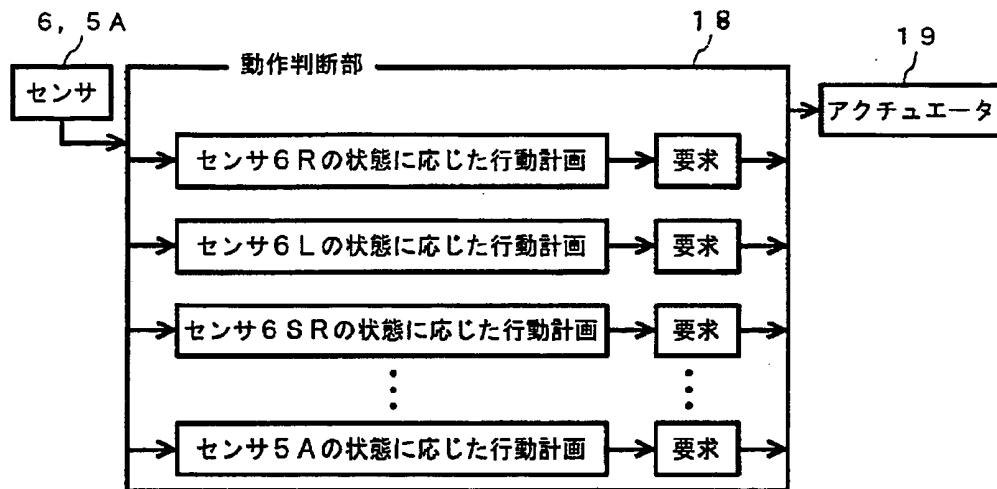 6, 5A
18
19
動作判断部
センサ
アクチュエータ
センサ6Rの状態に応じた行動計画
要求
センサ6Lの状態に応じた行動計画
要求
センサ6SRの状態に応じた行動計画
要求
センサ5Aの状態に応じた行動計画
要求